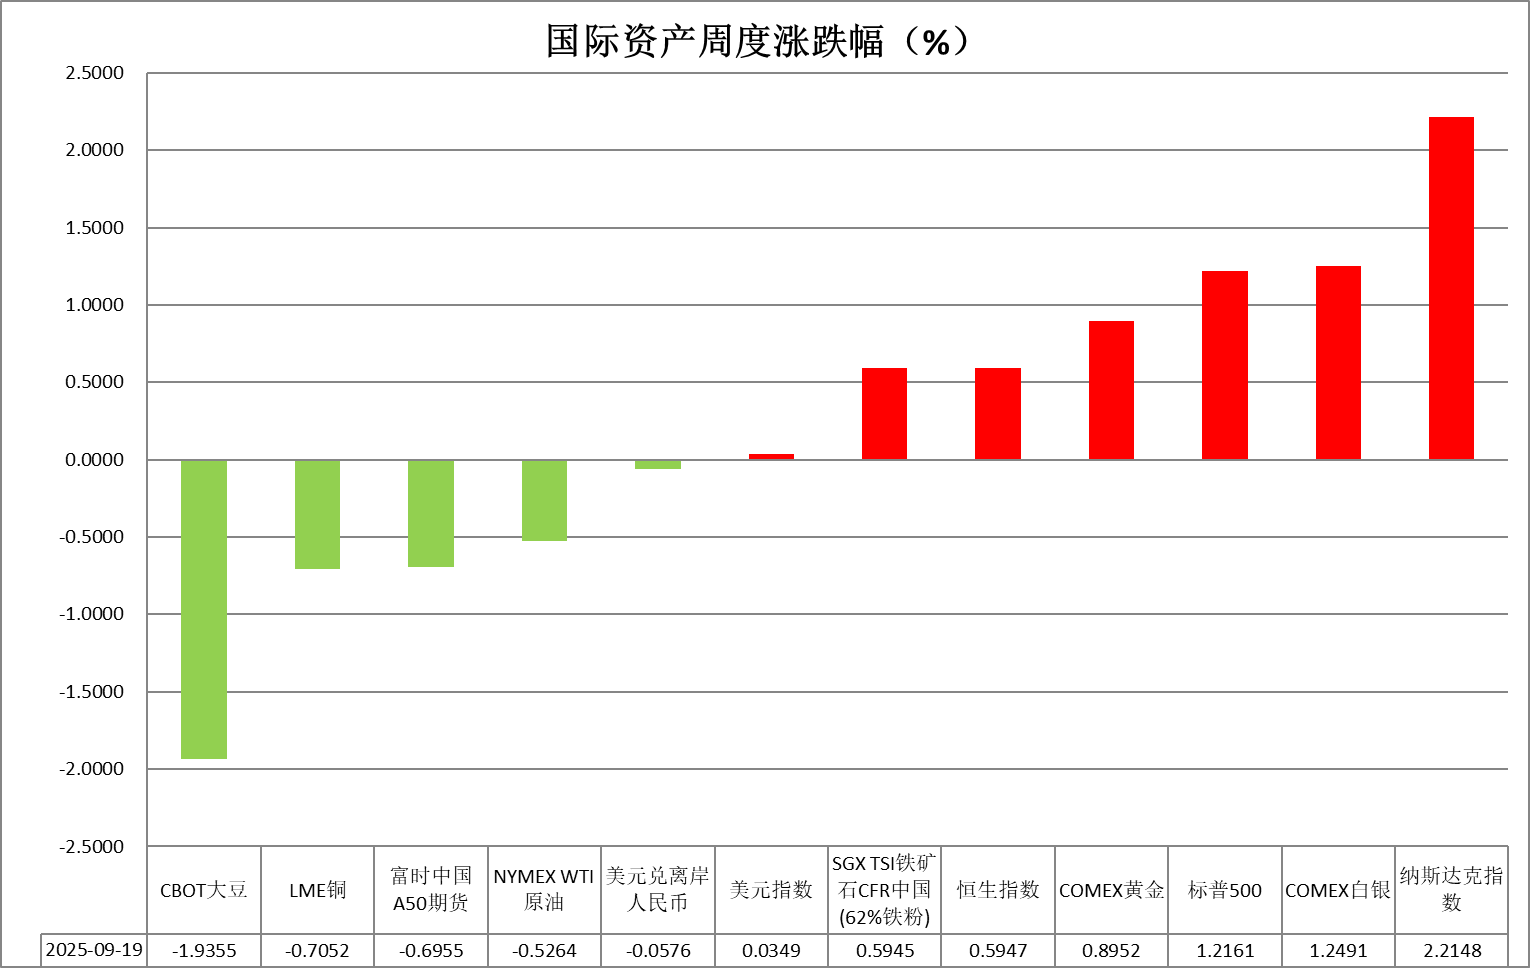 国际资产周度涨跌幅（%）
2.5000
2.0000
1.5000
1.0000
0.5000
0.0000
-0.5000
-1.0000
-1.5000
-2.0000
-2.5000
CBOT大豆
LME铜
富时中国
A50期货
NYMEX WTI
原油
美元兑离岸
人民币
美元指数
SGX TSI铁矿
石CFR中国
(62%铁粉)
恒生指数
COMEX黄金
标普500
COMEX白银
纳斯达克指
数
2025-09-19 -1.9355 -0.7052 -0.6955 -0.5264 -0.0576 0.0349 0.5945 0.5947 0.8952 1.2161 1.2491 2.2148